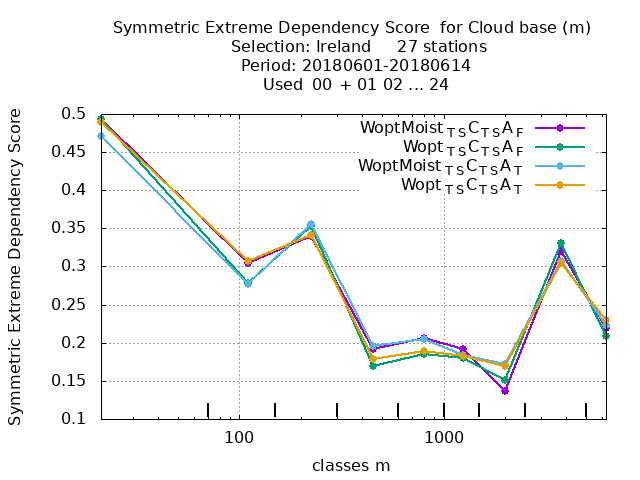 Symmetric Extreme Dependency Score for Cloud base (m)
Selection: Ireland 27 stations
Period: 20180601-20180614
Used 00 + 01 02 ... 24
Symmetric Extreme Dependency Score
0.5
0.45
0.4
0.35
0.3
0.25
0.2
0.15
0.1
WoptMoist TS C TS A F
Wopt TS C TS A F
WoptMoist TS C TS A T
Wopt TS C TS A T
100 1000
classes m